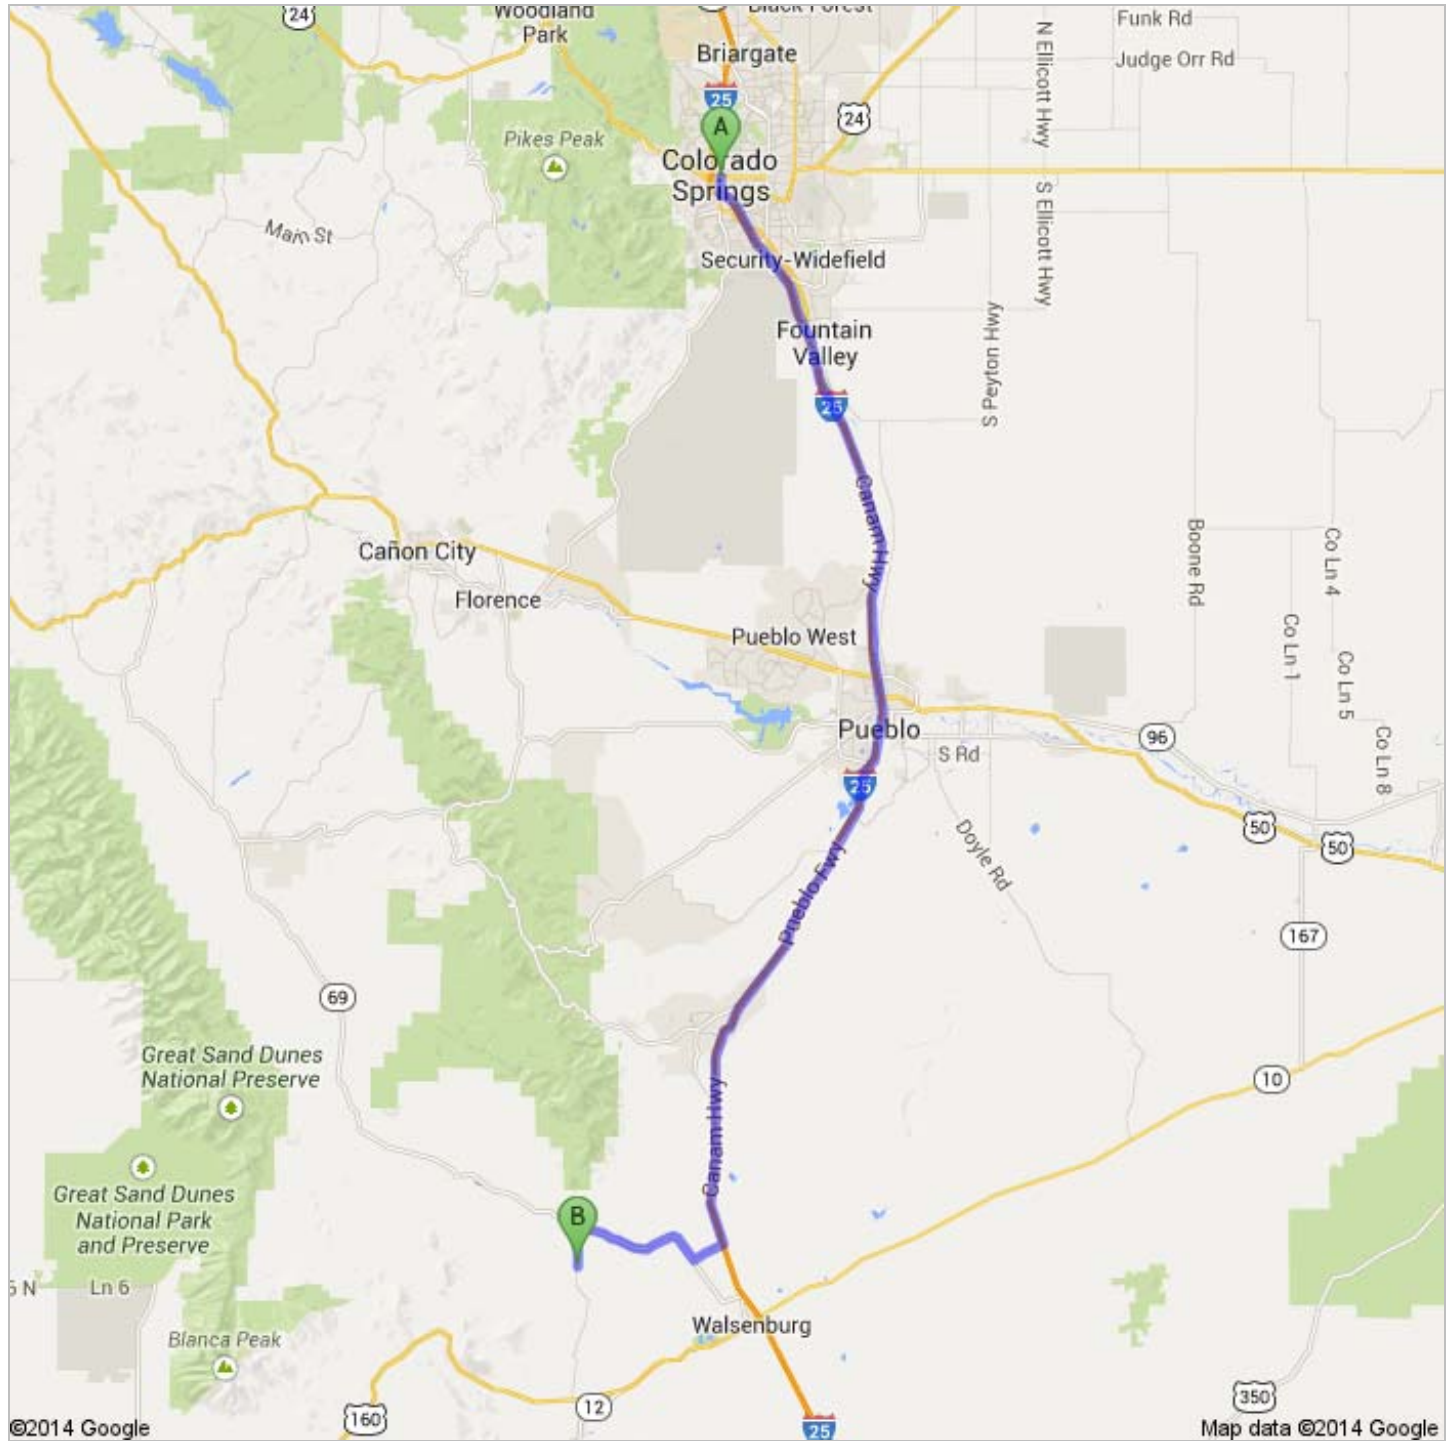 24
Woodland
Park
Black Forest
Funk Rd
Briargate
Judge Orr Rd
N Ellicott Hwy
25
24
A
Pikes Peak
Colorado
Springs
S Ellicott Hwy
Main St
Security-Widefield
Fountain
Valley
S Peyton Hwy
25
Canam Hwy
Cañon City
Florence
Boone Rd
Co Ln 4
Co Ln 1
Co Ln 5
Pueblo West
Pueblo
S Rd
96
Co Ln 8
25
50
50
Doyle Rd
Pueblo Fwy
167
69
Great Sand Dunes
National Preserve
10
Canam Hwy
Great Sand Dunes
National Park
and Preserve
B
6 N
Ln 6
Walsenburg
Blanca Peak
350
12
160
25
©2014 Google
Map data ©2014 Google